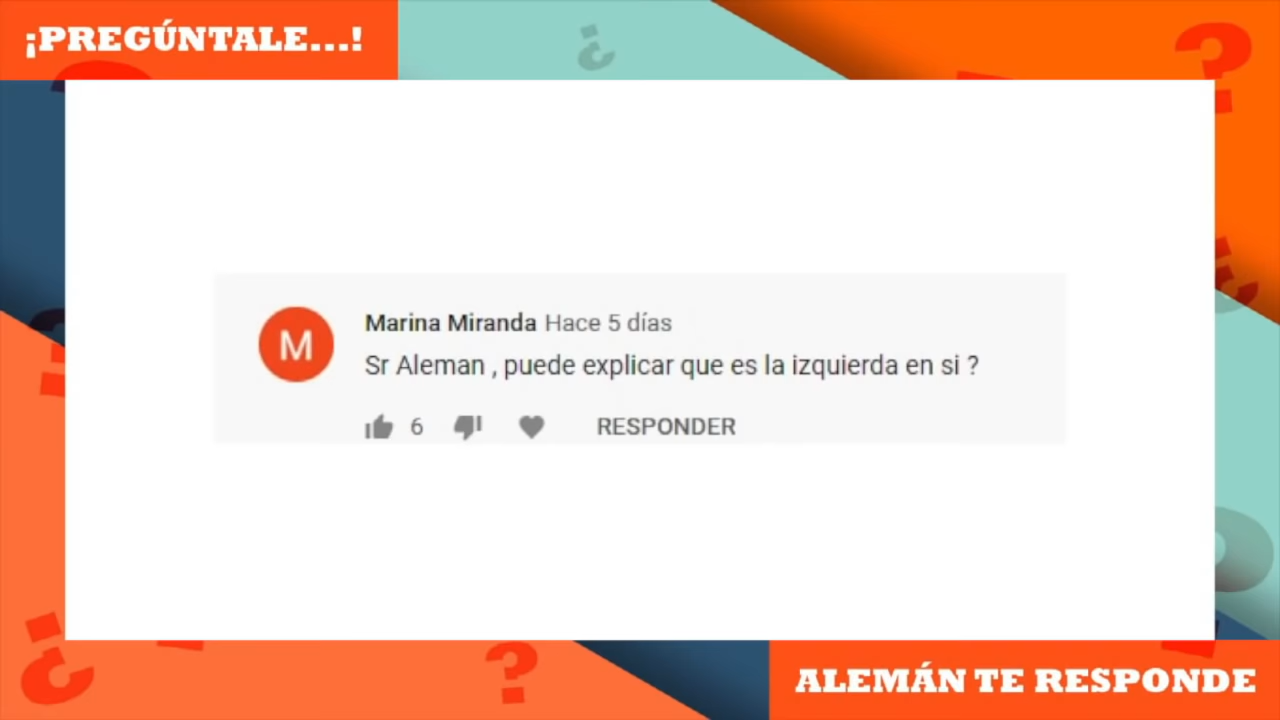 ¡PREGÚNTALE...!
M
Marina Miranda Hace 5 días
Sr Aleman , puede explicar que es la izquierda en si ?
6
RESPONDER
ALEMÁN TE RESPONDE